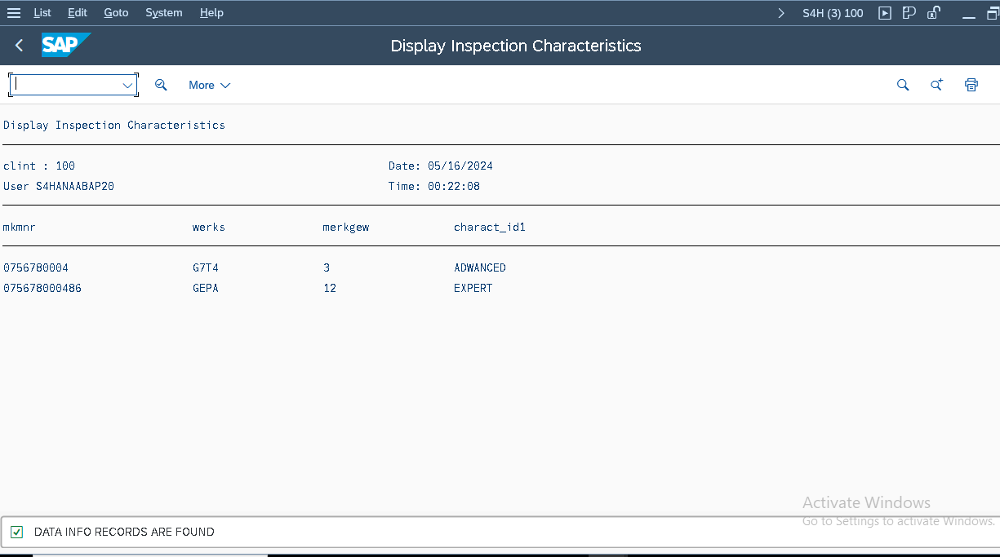 List Edit Goto System Help S4H (3) 100
SAP Display Inspection Characteristics
More
Display Inspection Characteristics
clint : 100 Date: 05/16/2024
User S4HANAABAP20 Time: 00:22:08
mkmnr werks merkgew charact_id1
0756780004 G7T4 3 ADWANCED
075678000486 GEPA 12 EXPERT
Activate Windows
Go to Settings to activate Windows.
DATA INFO RECORDS ARE FOUND